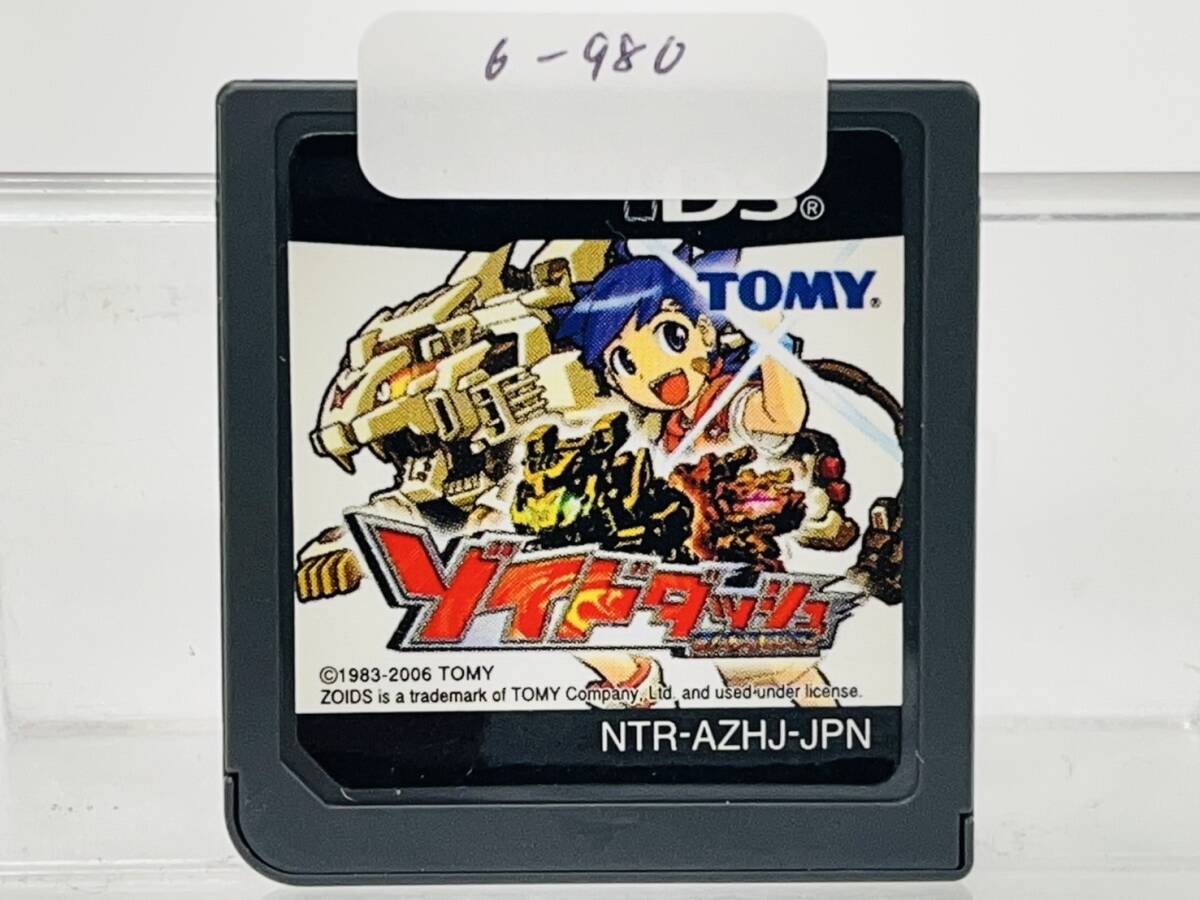 6-980
DS®
TOMY®
ゾイドダッシュ
©1983-2006 TOMY
ZOIDS is a trademark of TOMY Company, Ltd. and used under license.
NTR-AZHJ-JPN